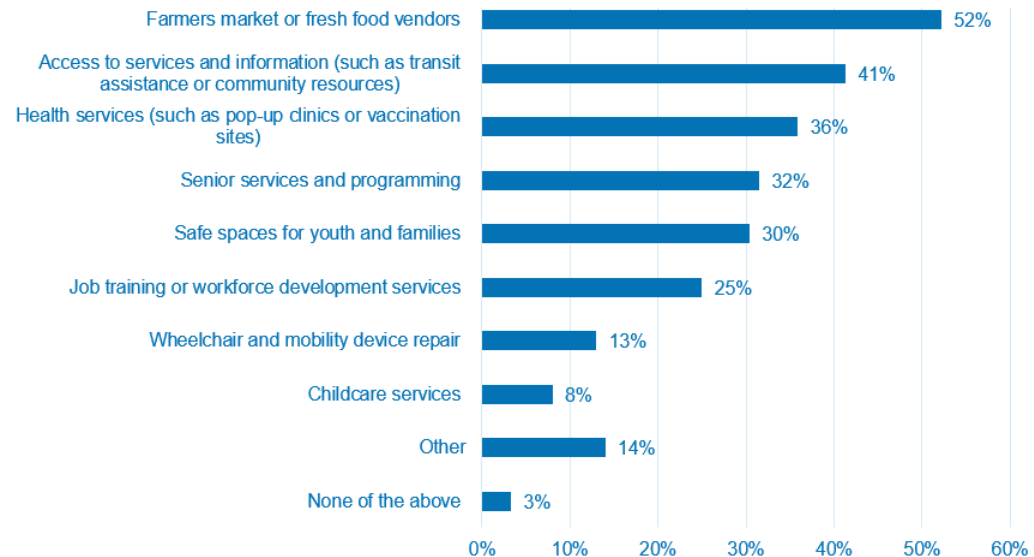 Farmers market or fresh food vendors
52%
Access to services and information (such as transit
assistance or community resources)
41%
Health services (such as pop-up clinics or vaccination
sites)
36%
Senior services and programming
32%
Safe spaces for youth and families
30%
Job training or workforce development services
25%
Wheelchair and mobility device repair
13%
Childcare services
8%
Other
14%
None of the above
3%
0% 10% 20% 30% 40% 50% 60%